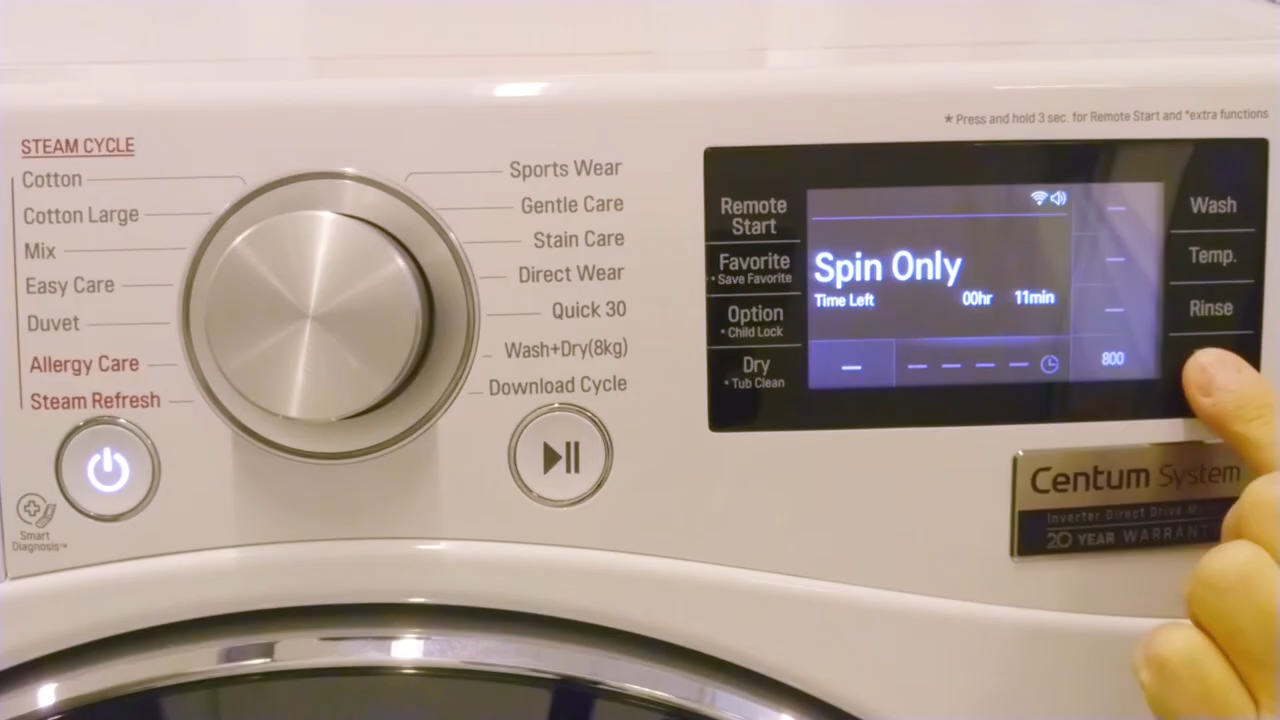 * Press and hold 3 sec. for Remote Start and *extra functions
STEAM CYCLE
Cotton
Cotton Large
Mix
Easy Care
Duvet
Allergy Care
Steam Refresh
Sports Wear
Gentle Care
Stain Care
Direct Wear
Quick 30
Wash+Dry(8kg)
Download Cycle
Smart
Diagnosis™
Remote
Start
Favorite
• Save Favorite
Option
• Child Lock
Dry
• Tub Clean
Spin Only
Time Left 00hr 11min
800
Wash
Temp.
Rinse
Centum System
Inverter Direct Drive
20 YEAR WARRANT